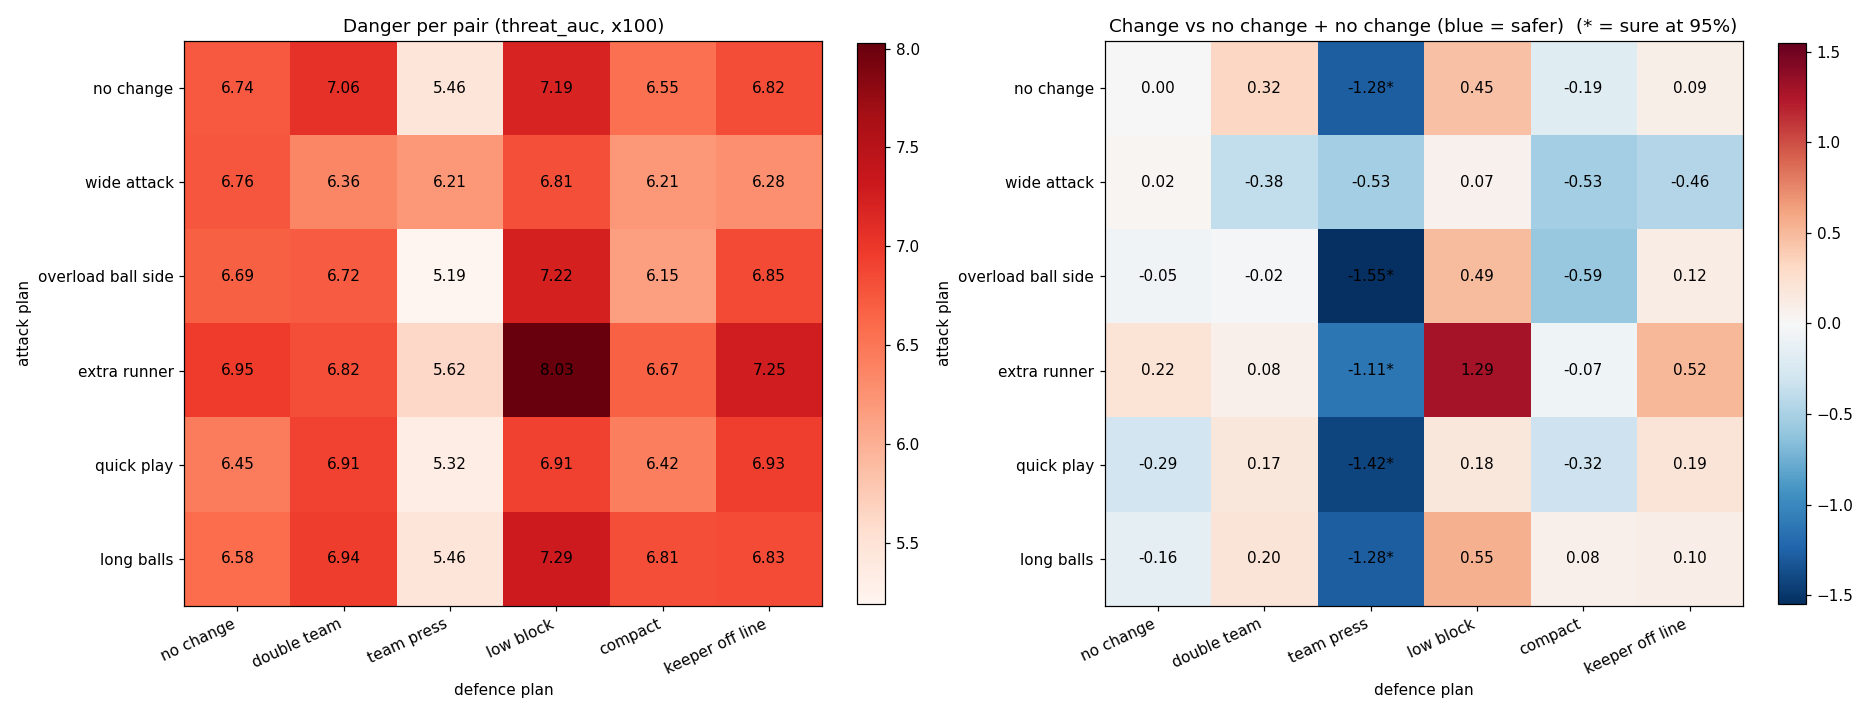 Danger per pair (threat_auc, x100)
attack plan
no change 6.74 7.06 5.46 7.19 6.55 6.82
wide attack 6.76 6.36 6.21 6.81 6.21 6.28
overload ball side 6.69 6.72 5.19 7.22 6.15 6.85
extra runner 6.95 6.82 5.62 8.03 6.67 7.25
quick play 6.45 6.91 5.32 6.91 6.42 6.93
long balls 6.58 6.94 5.46 7.29 6.81 6.83
no change double team team press low block compact keeper off line
defence plan
8.0
7.5
7.0
6.5
6.0
5.5
Change vs no change + no change (blue = safer)  (* = sure at 95%)
attack plan
no change 0.00 0.32 -1.28* 0.45 -0.19 0.09
wide attack 0.02 -0.38 -0.53 0.07 -0.53 -0.46
overload ball side -0.05 -0.02 -1.55* 0.49 -0.59 0.12
extra runner 0.22 0.08 -1.11* 1.29 -0.07 0.52
quick play -0.29 0.17 -1.42* 0.18 -0.32 0.19
long balls -0.16 0.20 -1.28* 0.55 0.08 0.10
no change double team team press low block compact keeper off line
defence plan
1.5
1.0
0.5
0.0
−0.5
−1.0
−1.5